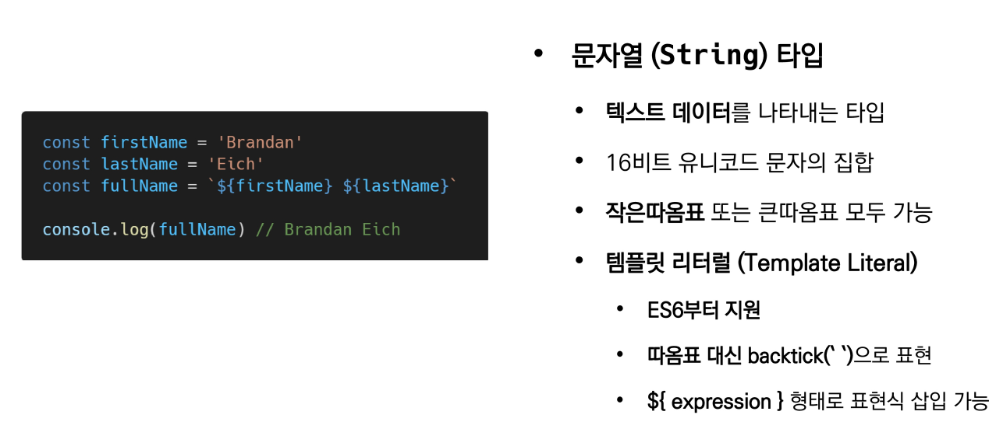 const firstName = 'Brandan'
const lastName = 'Eich'
const fullName = `${firstName} ${lastName}`
console.log(fullName) // Brandan Eich
• 문자열 (String) 타입
• 텍스트 데이터를 나타내는 타입
• 16비트 유니코드 문자의 집합
• 작은따옴표 또는 큰따옴표 모두 가능
• 템플릿 리터럴 (Template Literal)
• ES6부터 지원
• 따옴표 대신 backtick(` `)으로 표현
• ${ expression } 형태로 표현식 삽입 가능